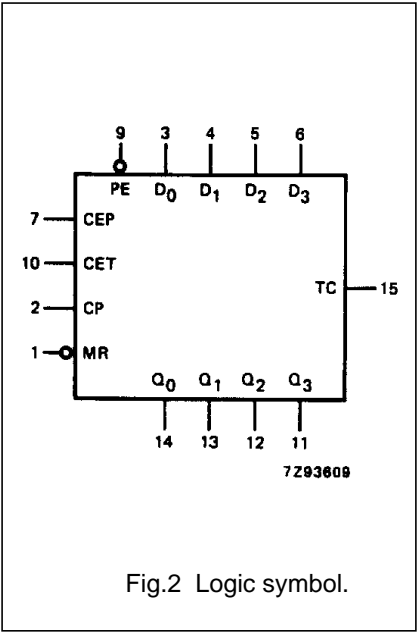 9 3 4 5 6
PE D0 D1 D2 D3
7 CEP
10 CET
TC 15
2 CP
1 MR
Q0 Q1 Q2 Q3
14 13 12 11
7Z93609
Fig.2 Logic symbol.